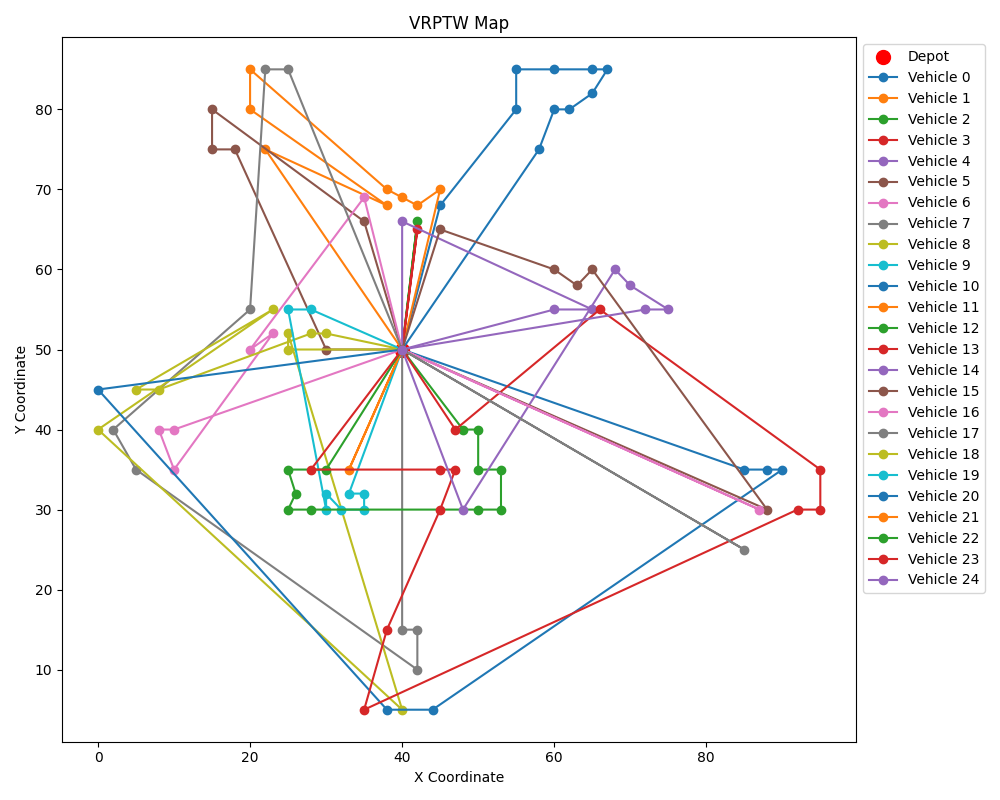 VRPTW Map
Y Coordinate
80
70
60
50
40
30
20
10
0
20
40
60
80
X Coordinate
Depot
Vehicle 0
Vehicle 1
Vehicle 2
Vehicle 3
Vehicle 4
Vehicle 5
Vehicle 6
Vehicle 7
Vehicle 8
Vehicle 9
Vehicle 10
Vehicle 11
Vehicle 12
Vehicle 13
Vehicle 14
Vehicle 15
Vehicle 16
Vehicle 17
Vehicle 18
Vehicle 19
Vehicle 20
Vehicle 21
Vehicle 22
Vehicle 23
Vehicle 24